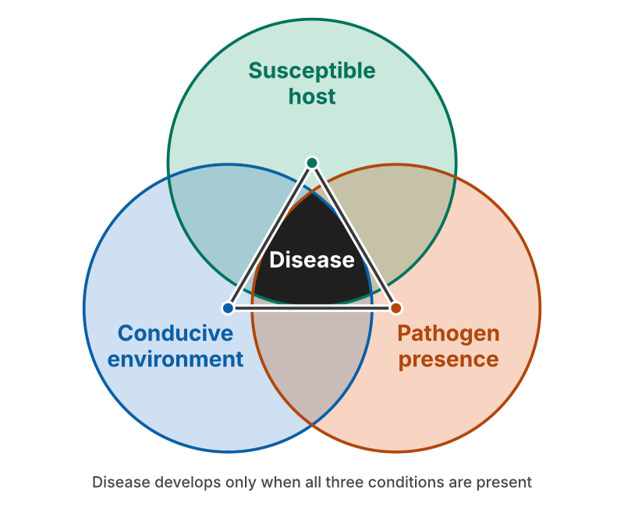 Susceptible
host
Disease
Conducive
environment
Pathogen
presence
Disease develops only when all three conditions are present